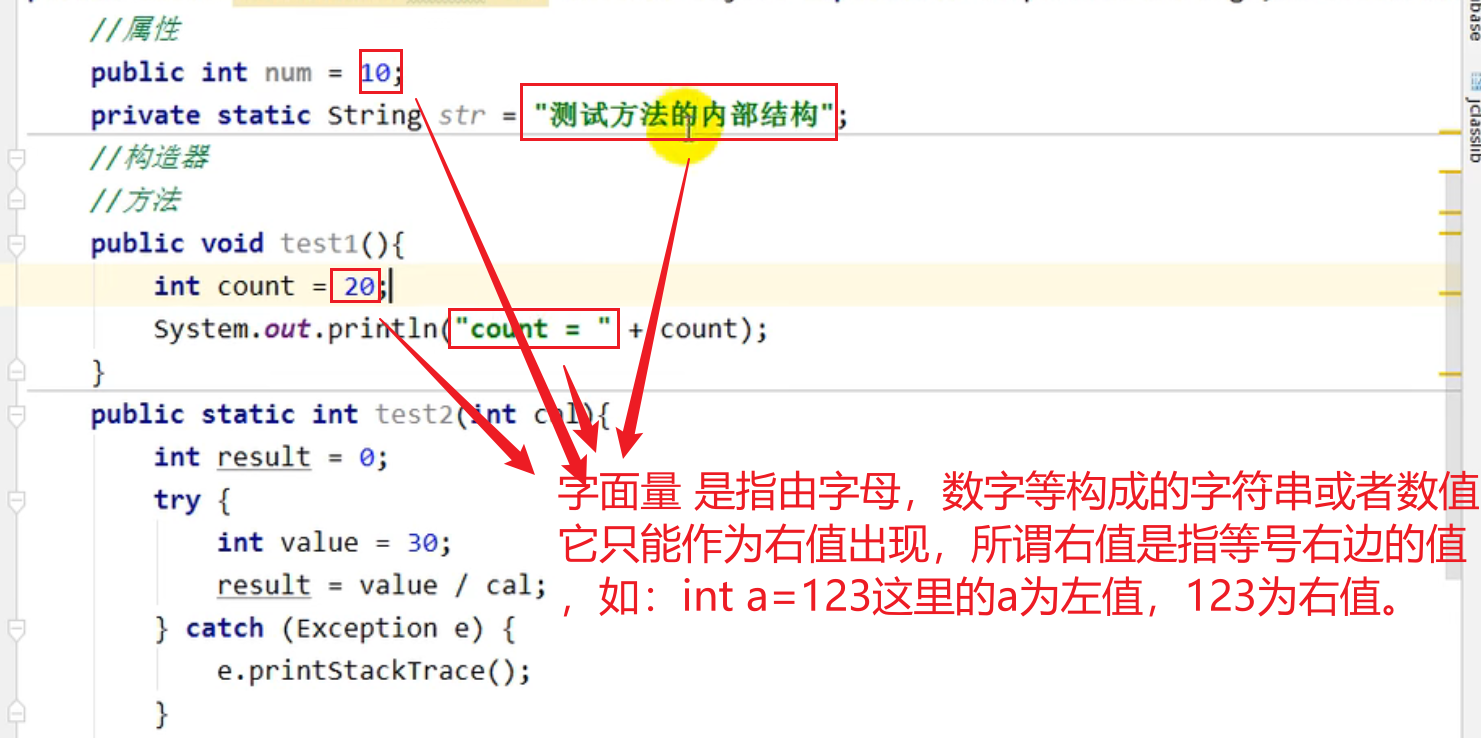 //属性
public int num = 10;
private static String str = "测试方法的内部结构";
//构造器
//方法
public void test1(){
int count = 20;
System.out.println("count = " + count);
}
public static int test2(int cal){
int result = 0;
try {
int value = 30;
result = value / cal;
} catch (Exception e) {
e.printStackTrace();
}
字面量 是指由字母，数字等构成的字符串或者数值
它只能作为右值出现，所谓右值是指等号右边的值
，如：int a=123这里的a为左值，123为右值。
jclasslib